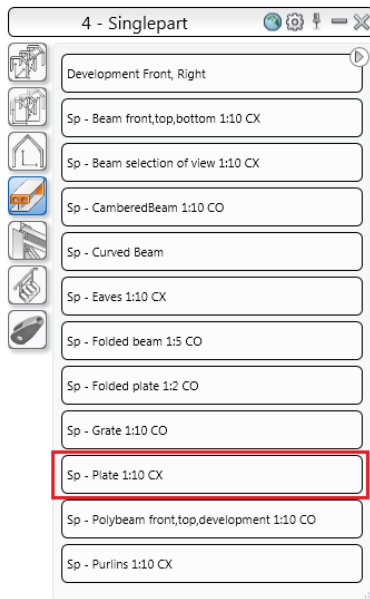 4 - Singlepart
Development Front, Right
Sp - Beam front,top,bottom 1:10 CX
Sp - Beam selection of view 1:10 CX
Sp - CamberedBeam 1:10 CO
Sp - Curved Beam
Sp - Eaves 1:10 CX
Sp - Folded beam 1:5 CO
Sp - Folded plate 1:2 CO
Sp - Grate 1:10 CO
Sp - Plate 1:10 CX
Sp - Polybeam front,top,development 1:10 CO
Sp - Purlins 1:10 CX